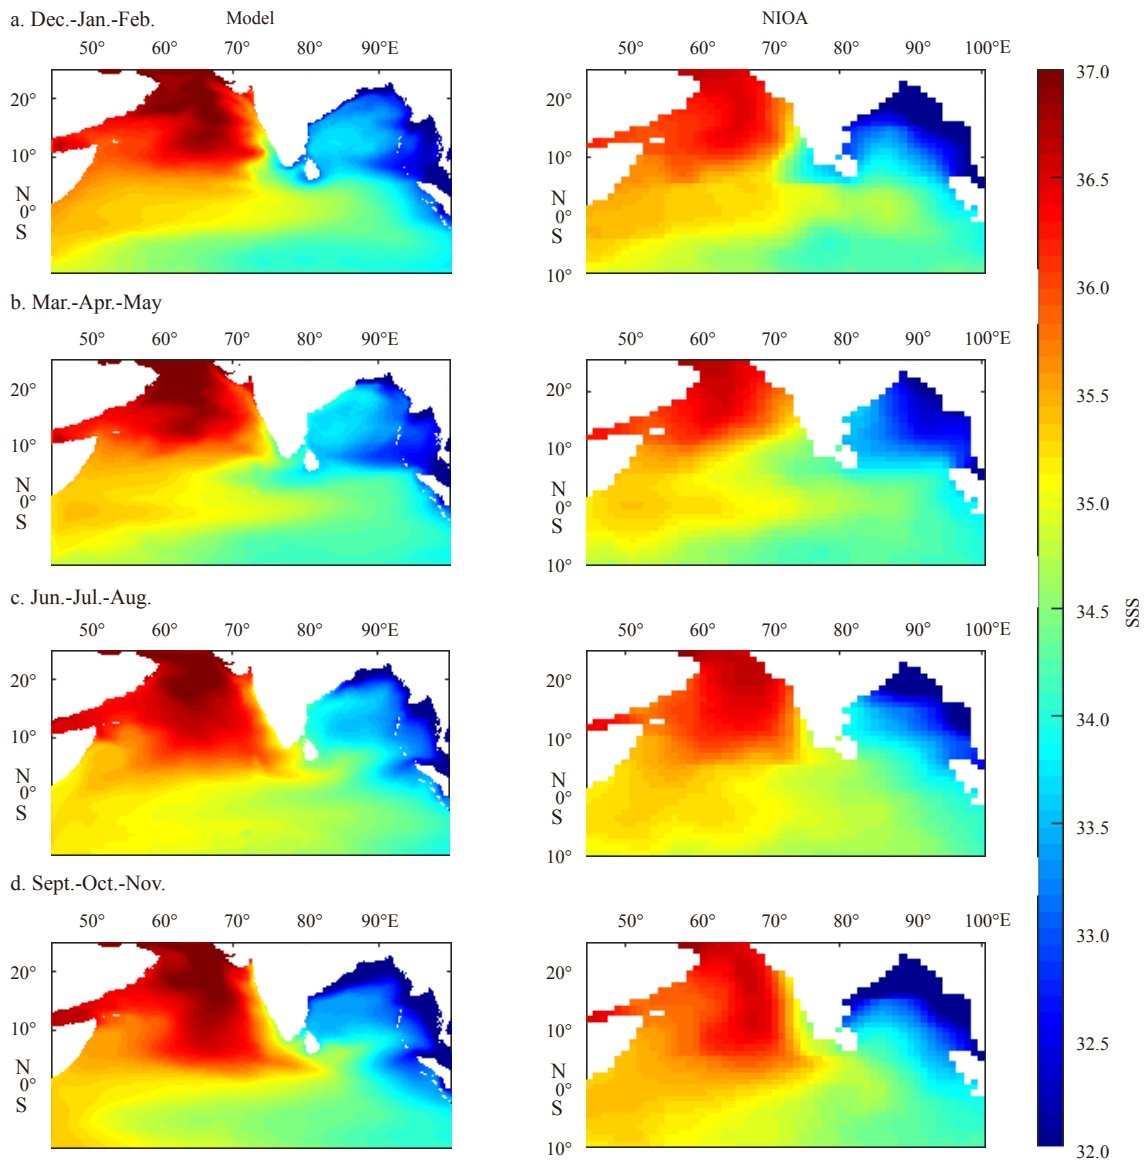 a. Dec.-Jan.-Feb. Model NIOA
50° 60° 70° 80° 90°E 50° 60° 70° 80° 90° 100°E
20° 20° 37.0
10° 10° 36.5
N N
0° 0°
S S
10° 36.0
b. Mar.-Apr.-May
50° 60° 70° 80° 90°E 50° 60° 70° 80° 90° 100°E
20° 20° 35.5
10° 10° 35.0
N N
0° 0°
S S
10°
c. Jun.-Jul.-Aug. 34.5 SSS
50° 60° 70° 80° 90°E 50° 60° 70° 80° 90° 100°E
20° 20° 34.0
10° 10°
N N
0° 0° 33.5
S S
10°
d. Sept.-Oct.-Nov.
50° 60° 70° 80° 90°E 50° 60° 70° 80° 90° 100°E
33.0
20° 20°
10° 10° 32.5
N N
0° 0°
S S
10° 32.0